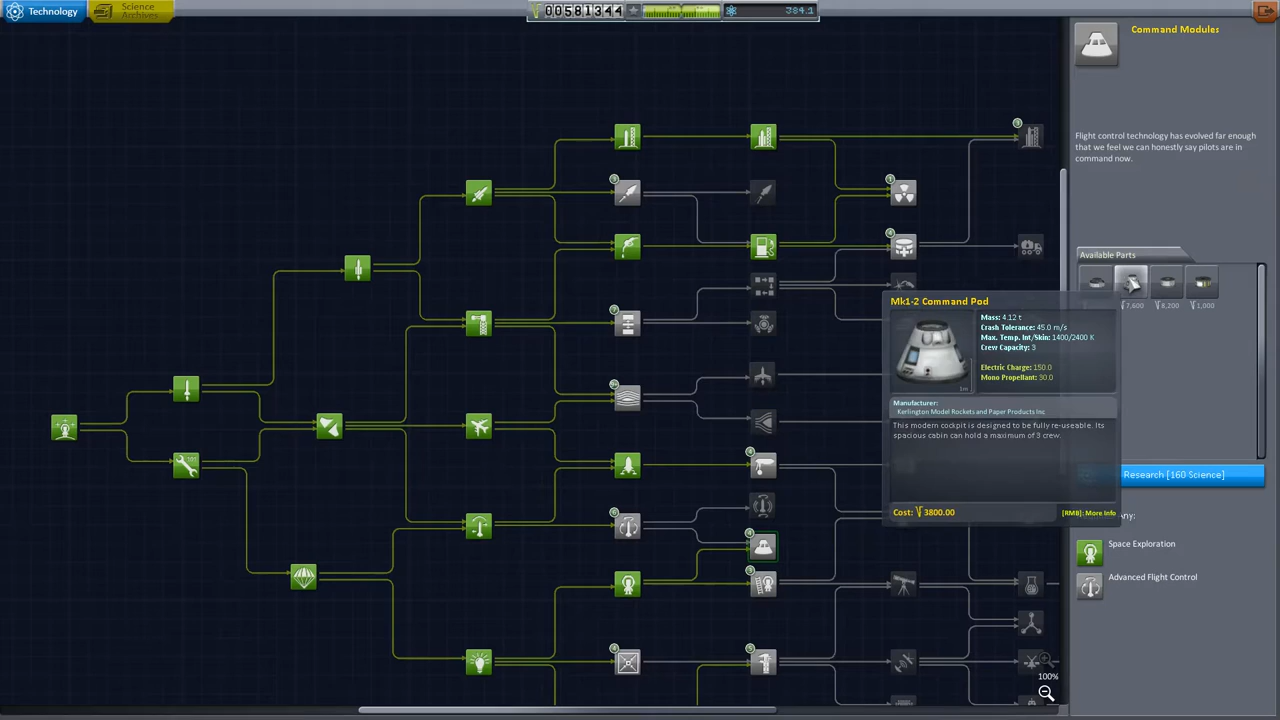 Technology
Science
Archives
00581344
384.1
Command Modules
Flight control technology has evolved far enough
that we feel we can honestly say pilots are in
command now.
Available Parts
7,600
8,200
1,000
Mk1-2 Command Pod
Mass: 4.12 t
Crash Tolerance: 45.0 m/s
Max. Temp. Int/Skin: 1400/2400 K
Crew Capacity: 3
Electric Charge: 150.0
Mono Propellant: 30.0
1m
Manufacturer:
Kerlington Model Rockets and Paper Products Inc
This modern cockpit is designed to be fully re-useable. Its
spacious cabin can hold a maximum of 3 crew.
Cost: 3800.00
[RMB]: More Info
Research [160 Science]
Any:
Space Exploration
Advanced Flight Control
100%